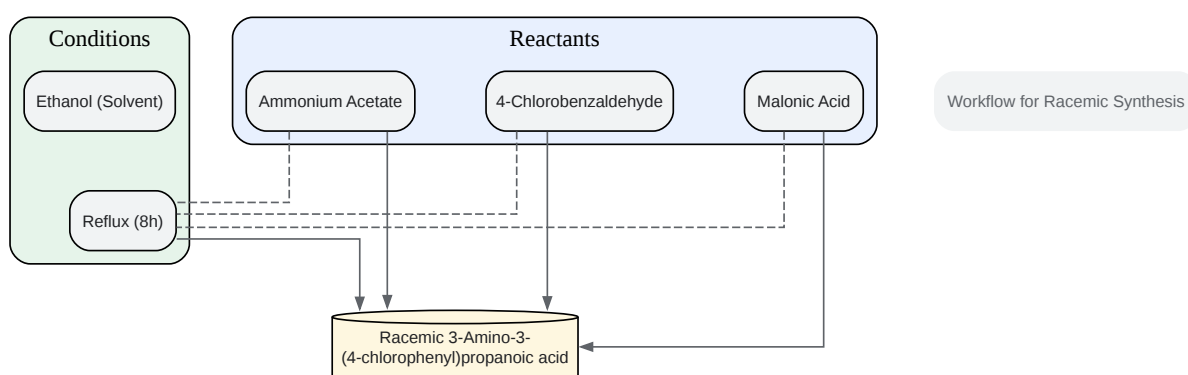 Conditions
Reactants
Ethanol (Solvent)
Ammonium Acetate
4-Chlorobenzaldehyde
Malonic Acid
Workflow for Racemic Synthesis
Reflux (8h)
Racemic 3-Amino-3-
(4-chlorophenyl)propanoic acid